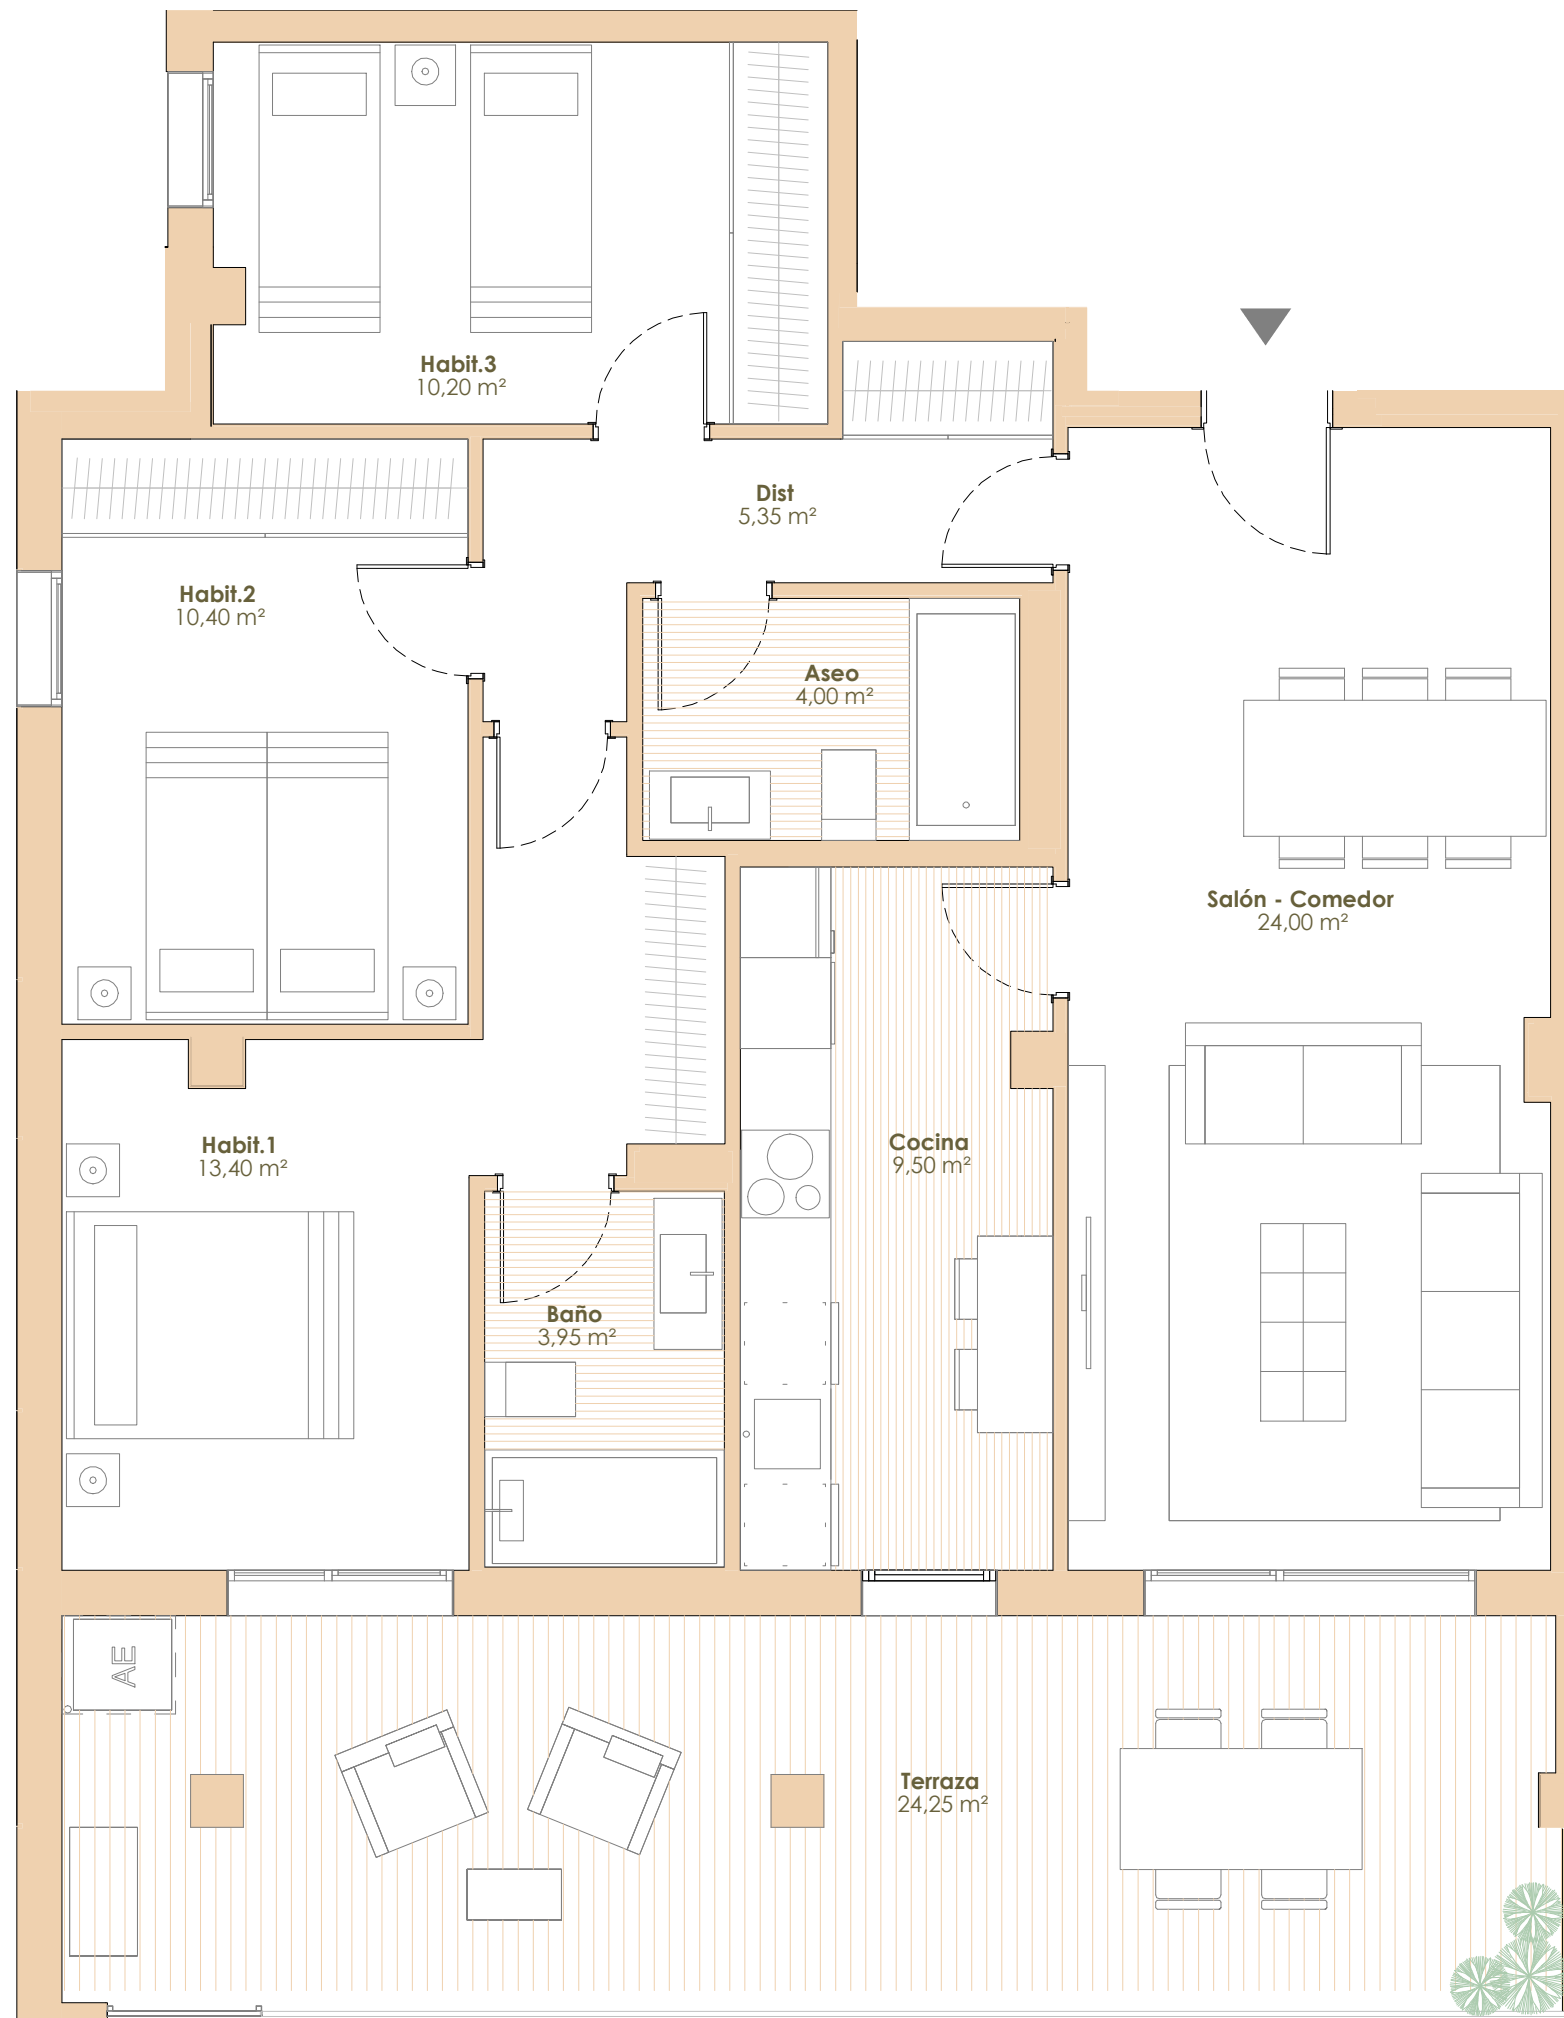 Habit.3
10,20 m²
Dist
5,35 m²
Habit.2
10,40 m²
Aseo
4,00 m²
Salón - Comedor
24,00 m²
Habit.1
13,40 m²
Cocina
9,50 m²
Baño
3,95 m²
AE
Terraza
24,25 m²